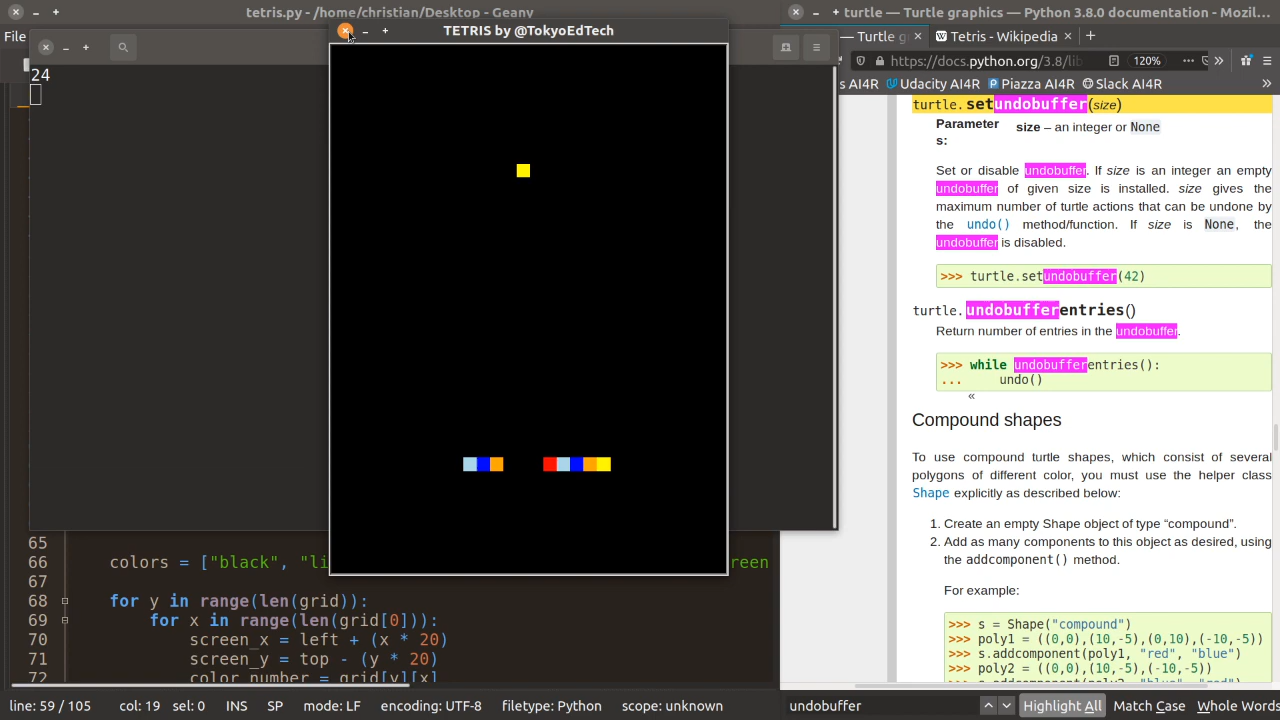 tetris.py - /home/christian/Desktop - Geany
File
24
TETRIS by @TokyoEdTech
65
66 colors = ["black", "li
reen
67
68 for y in range(len(grid)):
69 for x in range(len(grid[0])):
70 screen_x = left + (x * 20)
71 screen_y = top - (y * 20)
72 color_number = grid[y][x]
line: 59 / 105 col: 19 sel: 0 INS SP mode: LF encoding: UTF-8 filetype: Python scope: unknown
turtle — Turtle graphics — Python 3.8.0 documentation - Mozil...
— Turtle g Tetris - Wikipedia
https://docs.python.org/3.8/lib 120%
s AI4R Udacity AI4R Piazza AI4R Slack AI4R
turtle.setundobuffer(size)
Parameter size – an integer or None
s:
Set or disable undobuffer. If size is an integer an empty
undobuffer of given size is installed. size gives the
maximum number of turtle actions that can be undone by
the undo() method/function. If size is None, the
undobuffer is disabled.
>>> turtle.setundobuffer(42)
turtle.undobufferentries()
Return number of entries in the undobuffer.
>>> while undobufferentries():
... undo()
«
Compound shapes
To use compound turtle shapes, which consist of several
polygons of different color, you must use the helper class
Shape explicitly as described below:
1. Create an empty Shape object of type “compound”.
2. Add as many components to this object as desired, using
the addcomponent() method.
For example:
>>> s = Shape("compound")
>>> poly1 = ((0,0),(10,-5),(0,10),(-10,-5))
>>> s.addcomponent(poly1, "red", "blue")
>>> poly2 = ((0,0),(10,-5),(-10,-5))
undobuffer Highlight All Match Case Whole Words